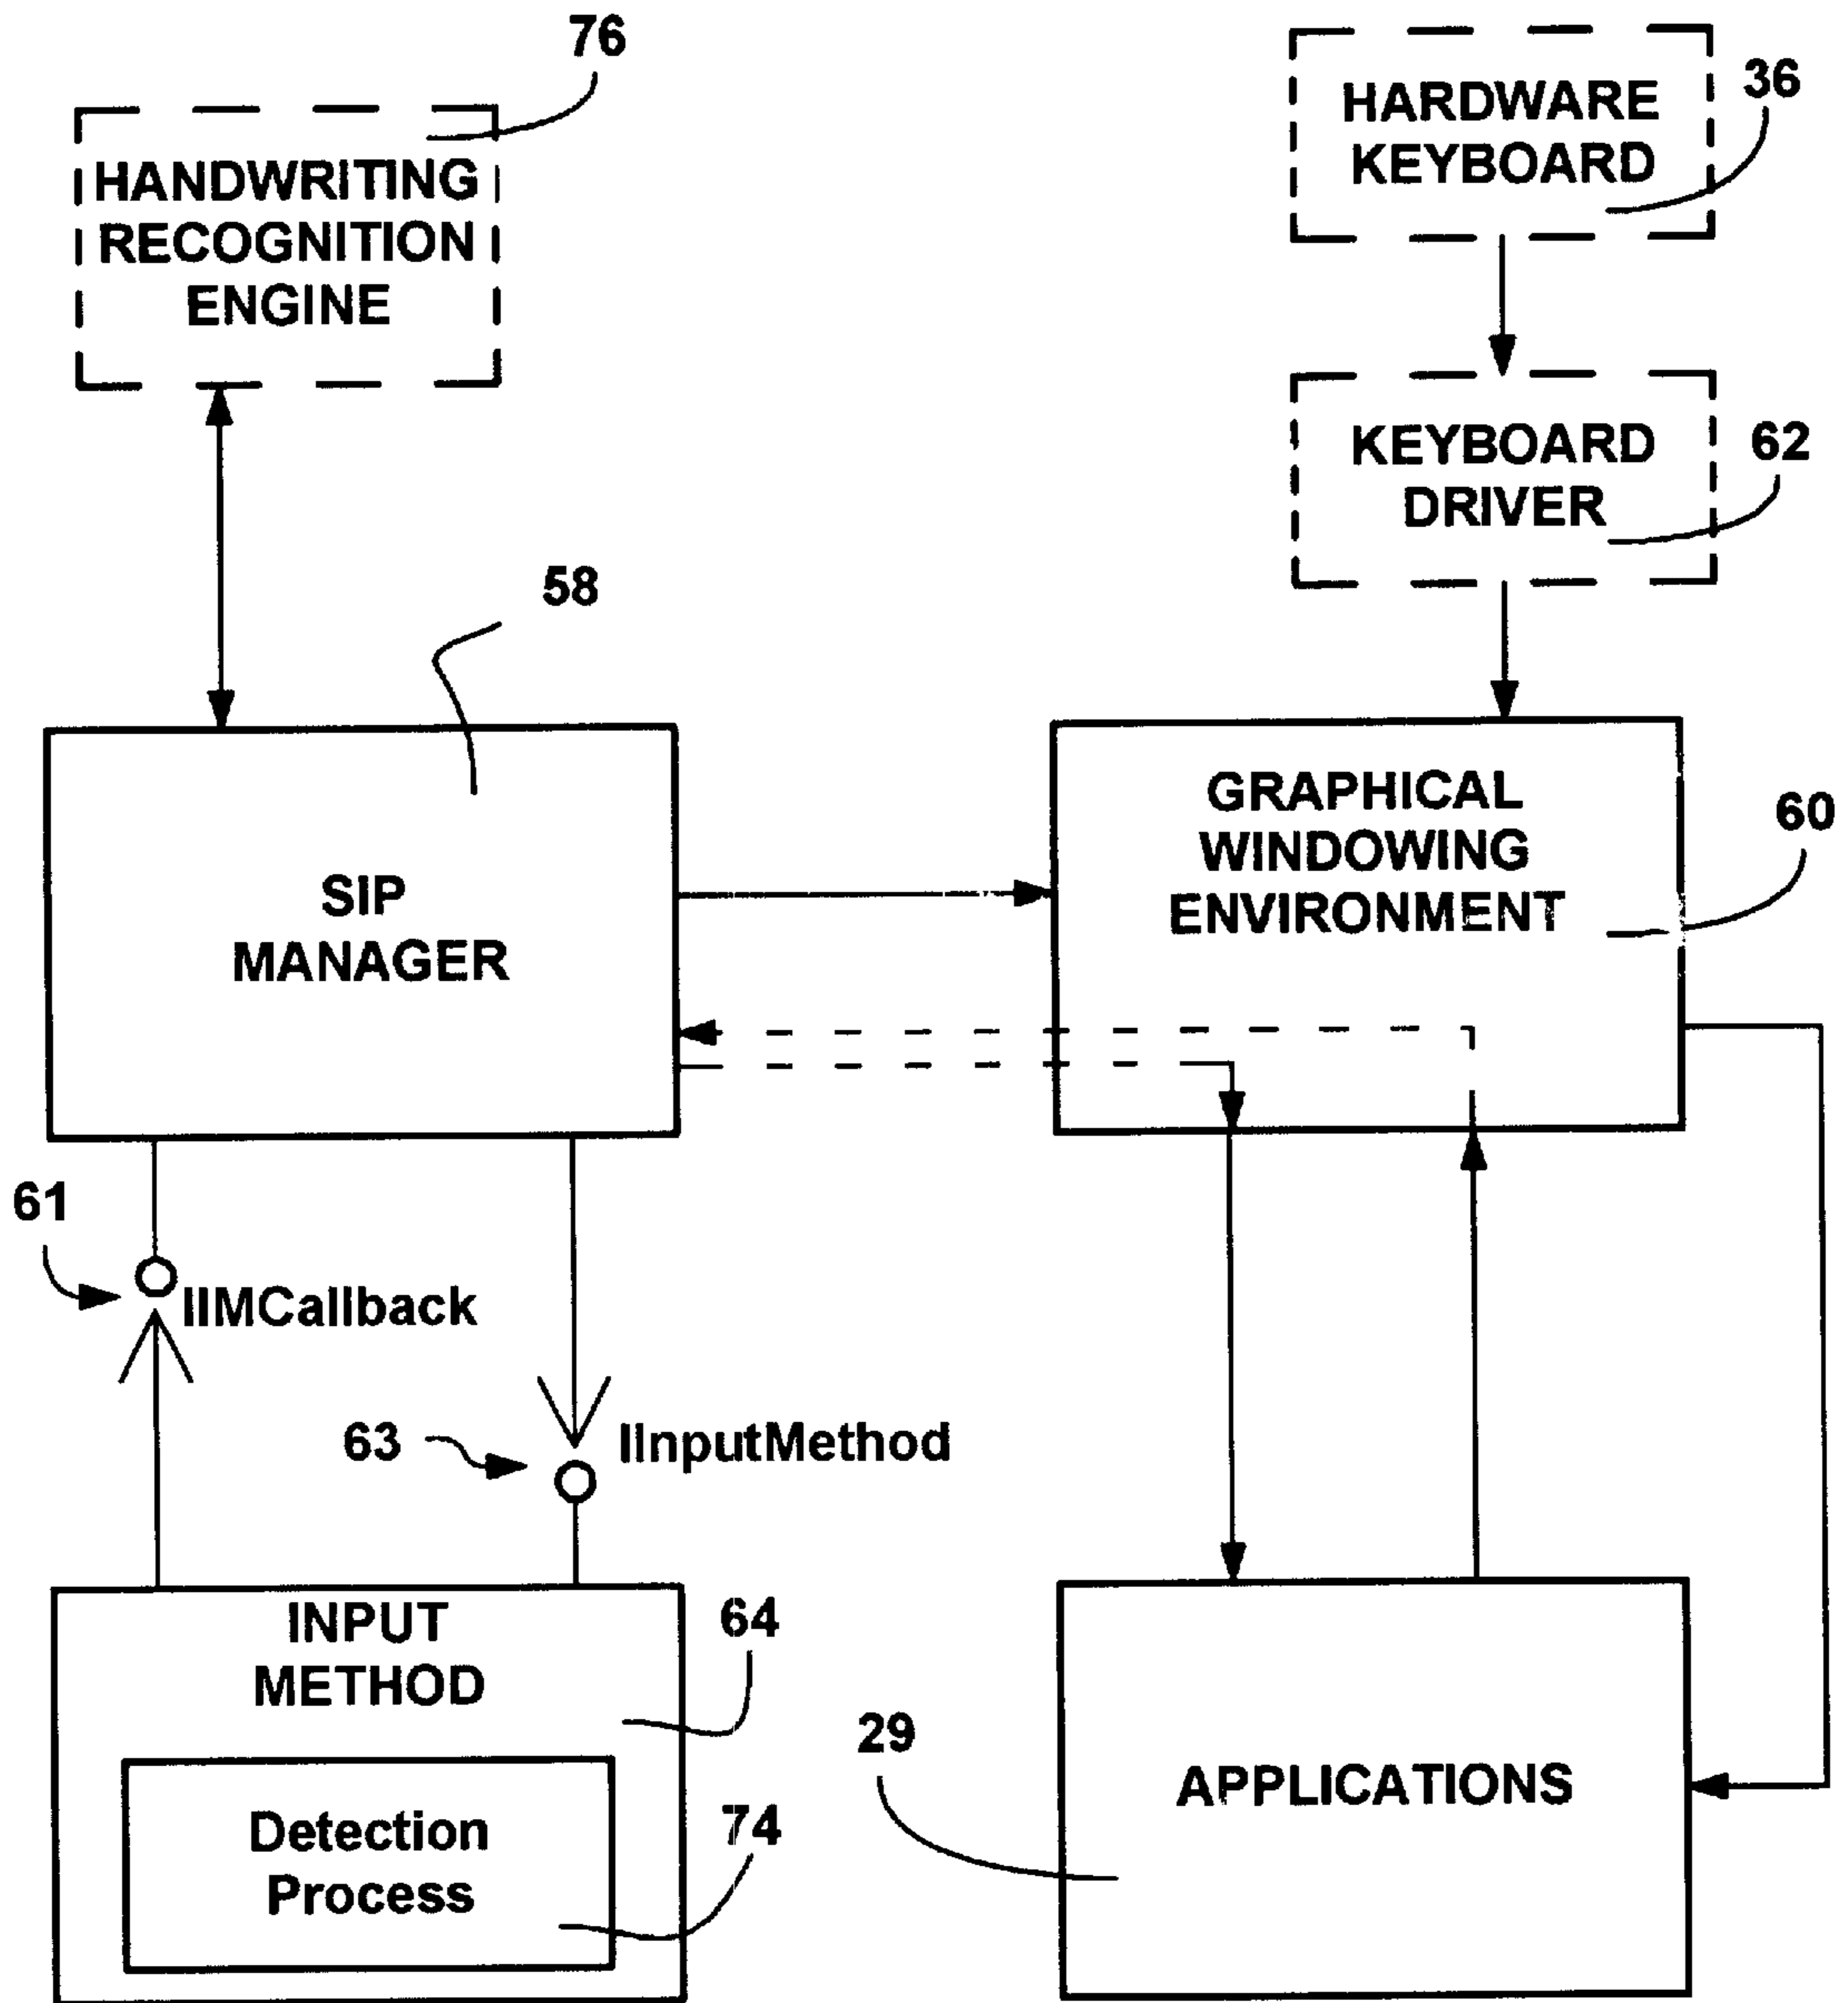 76
HANDWRITING
RECOGNITION
ENGINE
HARDWARE
KEYBOARD
36
KEYBOARD
DRIVER
62
58
SIP
MANAGER
GRAPHICAL
WINDOWING
ENVIRONMENT
60
61
IIMCallback
63
IInputMethod
INPUT
METHOD
64
Detection
Process
74
29
APPLICATIONS